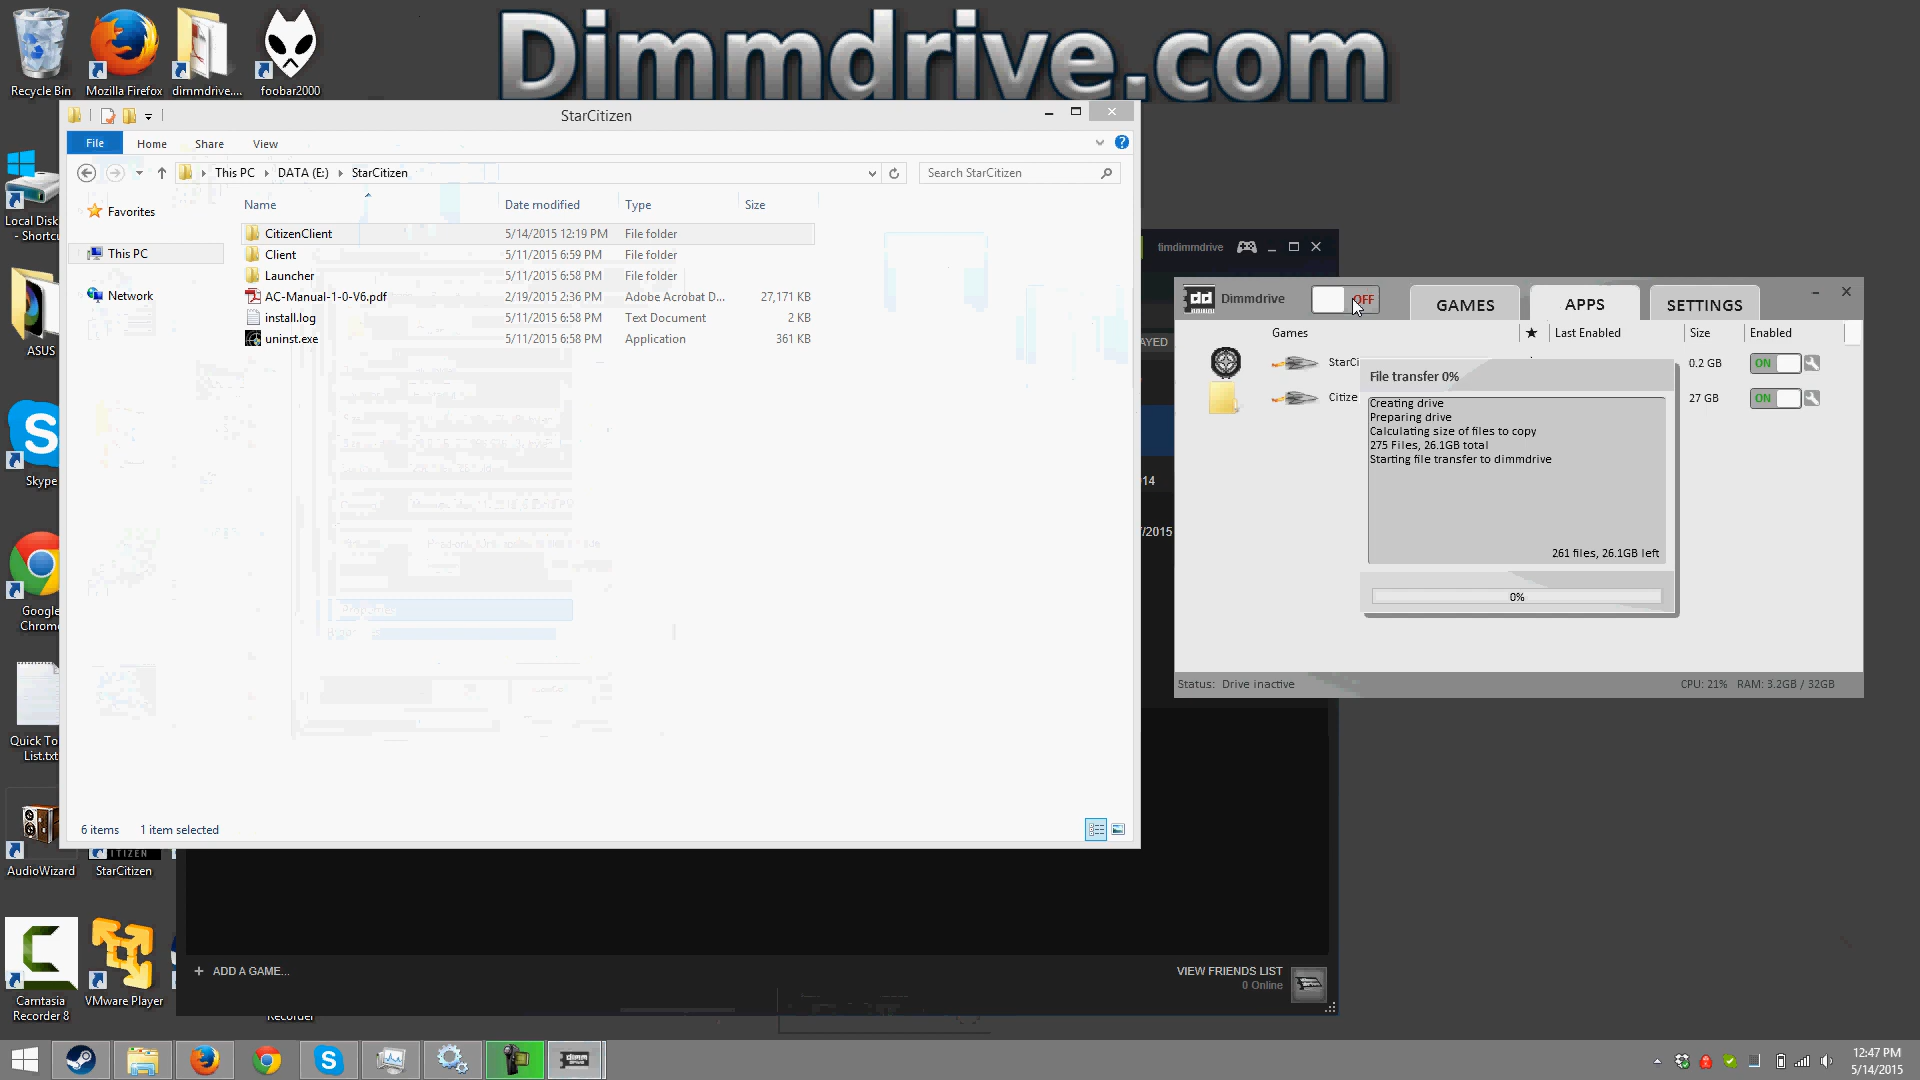 Dimmdrive.com
Recycle Bin
Mozilla Firefox
dimmdrive....
foobar2000
StarCitizen
File
Home
Share
View
This PC
DATA (E:)
StarCitizen
Search StarCitizen
Favorites
This PC
Network
Name
Date modified
Type
Size
CitizenClient 5/14/2015 12:19 PM File folder
Client 5/11/2015 6:59 PM File folder
Launcher 5/11/2015 6:58 PM File folder
AC-Manual-1-0-V6.pdf 2/19/2015 2:36 PM Adobe Acrobat D... 27,171 KB
install.log 5/11/2015 6:58 PM Text Document 2 KB
uninst.exe 5/11/2015 6:58 PM Application 361 KB
6 items 1 item selected
Local Disk
- Shortcu
ASUS
Skype
Google
Chrom
Quick To
List.txt
AudioWizard
CITIZEN
StarCitizen
Camtasia
Recorder 8
VMware Player
Recorder
timdimmdrive
AYED
14
/2015
+ ADD A GAME...
VIEW FRIENDS LIST
0 Online
dd Dimmdrive
OFF
GAMES
APPS
SETTINGS
Games
★
Last Enabled
Size
Enabled
StarCi
0.2 GB
ON
Citize
27 GB
ON
File transfer 0%
Creating drive
Preparing drive
Calculating size of files to copy
275 Files, 26.1GB total
Starting file transfer to dimmdrive
261 files, 26.1GB left
0%
Status: Drive inactive
CPU: 21% RAM: 3.2GB / 32GB
12:47 PM
5/14/2015